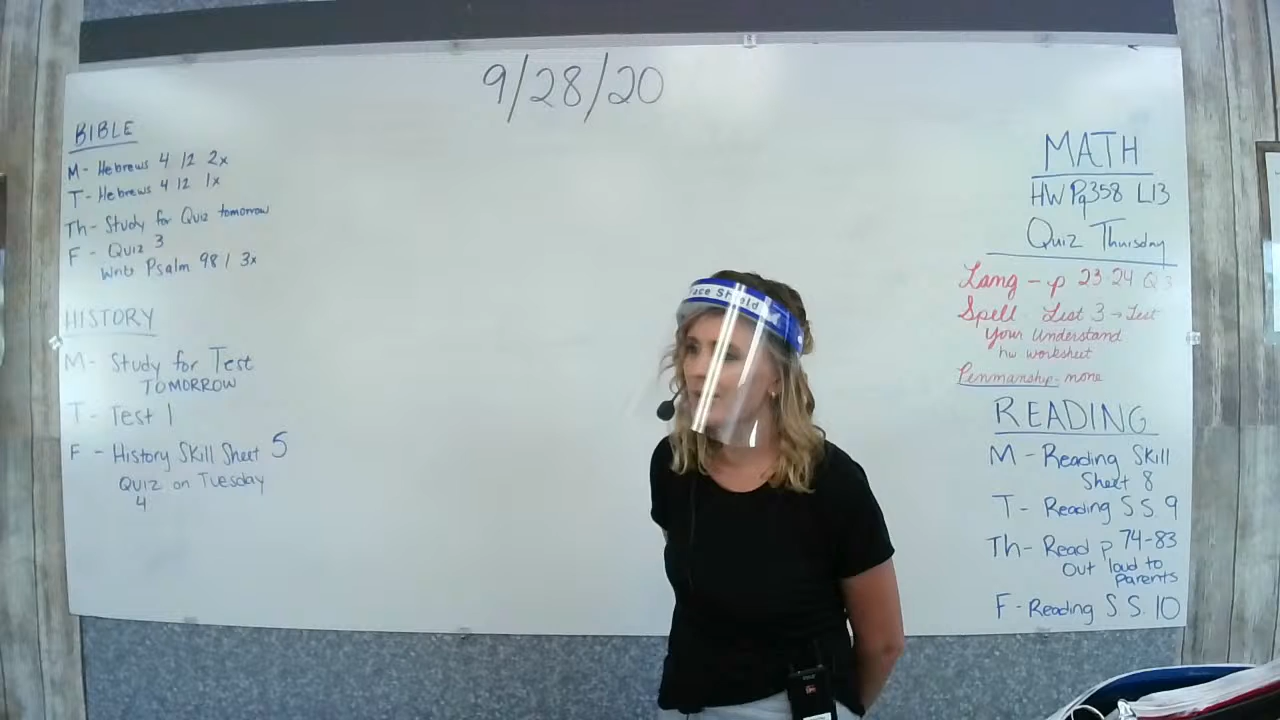 9/28/20
BIBLE
M- Hebrews 4 12 2x
T- Hebrews 4 12 1x
Th- Study for Quiz tomorrow
F - Quiz 3
Write Psalm 98 1 3x
HISTORY
M- Study for Test
TOMORROW
T- Test 1
F - History Skill Sheet 5
QUIZ on Tuesday
4
Face Shield
MATH
HW Pg 358 L13
Quiz Thursday
Lang - p 23 24 Q 3
Spell List 3 → Test
Your Understand
hw worksheet
Penmanship - none
READING
M- Reading Skill
Sheet 8
T- Reading S.S. 9
Th- Read p 74-83
Out loud to
Parents
F- Reading S S. 10